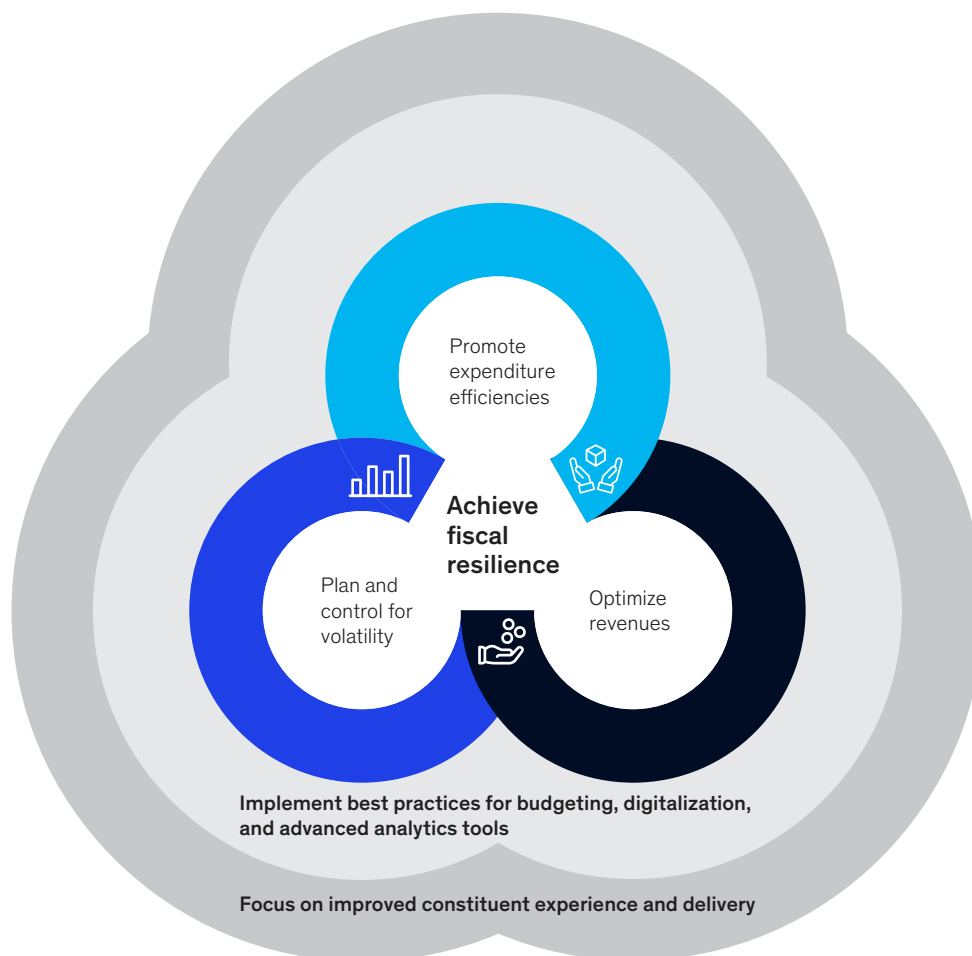 Promote
expenditure
efficiencies
Achieve
fiscal
resilience
Plan and
control for
volatility
Optimize
revenues
Implement best practices for budgeting, digitalization,
and advanced analytics tools
Focus on improved constituent experience and delivery